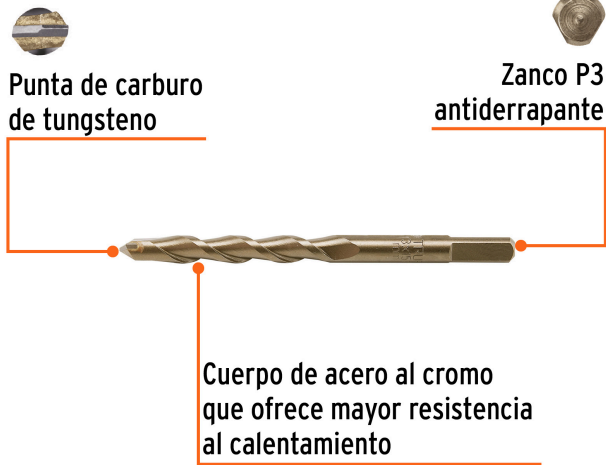 Punta de carburo
de tungsteno
Zanco P3
antiderrapante
Cuerpo de acero al cromo
que ofrece mayor resistencia
al calentamiento